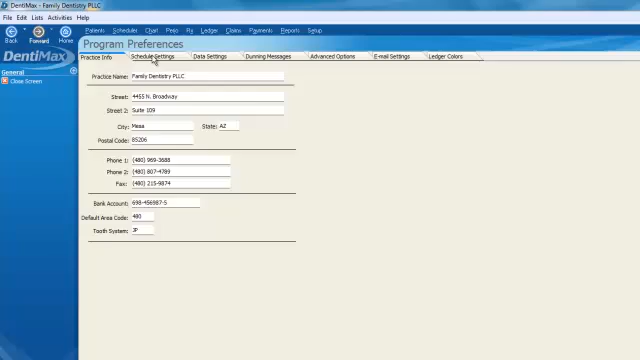 DentiMax - Family Dentistry PLLC
File Edit Lists Activities Help
Back Forward Home
Patients Scheduler Chart Perio Rx Ledger Claims Payments Reports Setup
Program Preferences
DentiMax
Practice Info Schedule Settings Data Settings Dunning Messages Advanced Options E-mail Settings Ledger Colors
General
Close Screen
Practice Name: Family Dentistry PLLC
Street: 4455 N. Broadway
Street 2: Suite 109
City: Mesa State: AZ
Postal Code: 85206
Phone 1: (480) 969-3688
Phone 2: (480) 807-4789
Fax: (480) 215-9874
Bank Account: 698-456987-5
Default Area Code: 480
Tooth System: JP